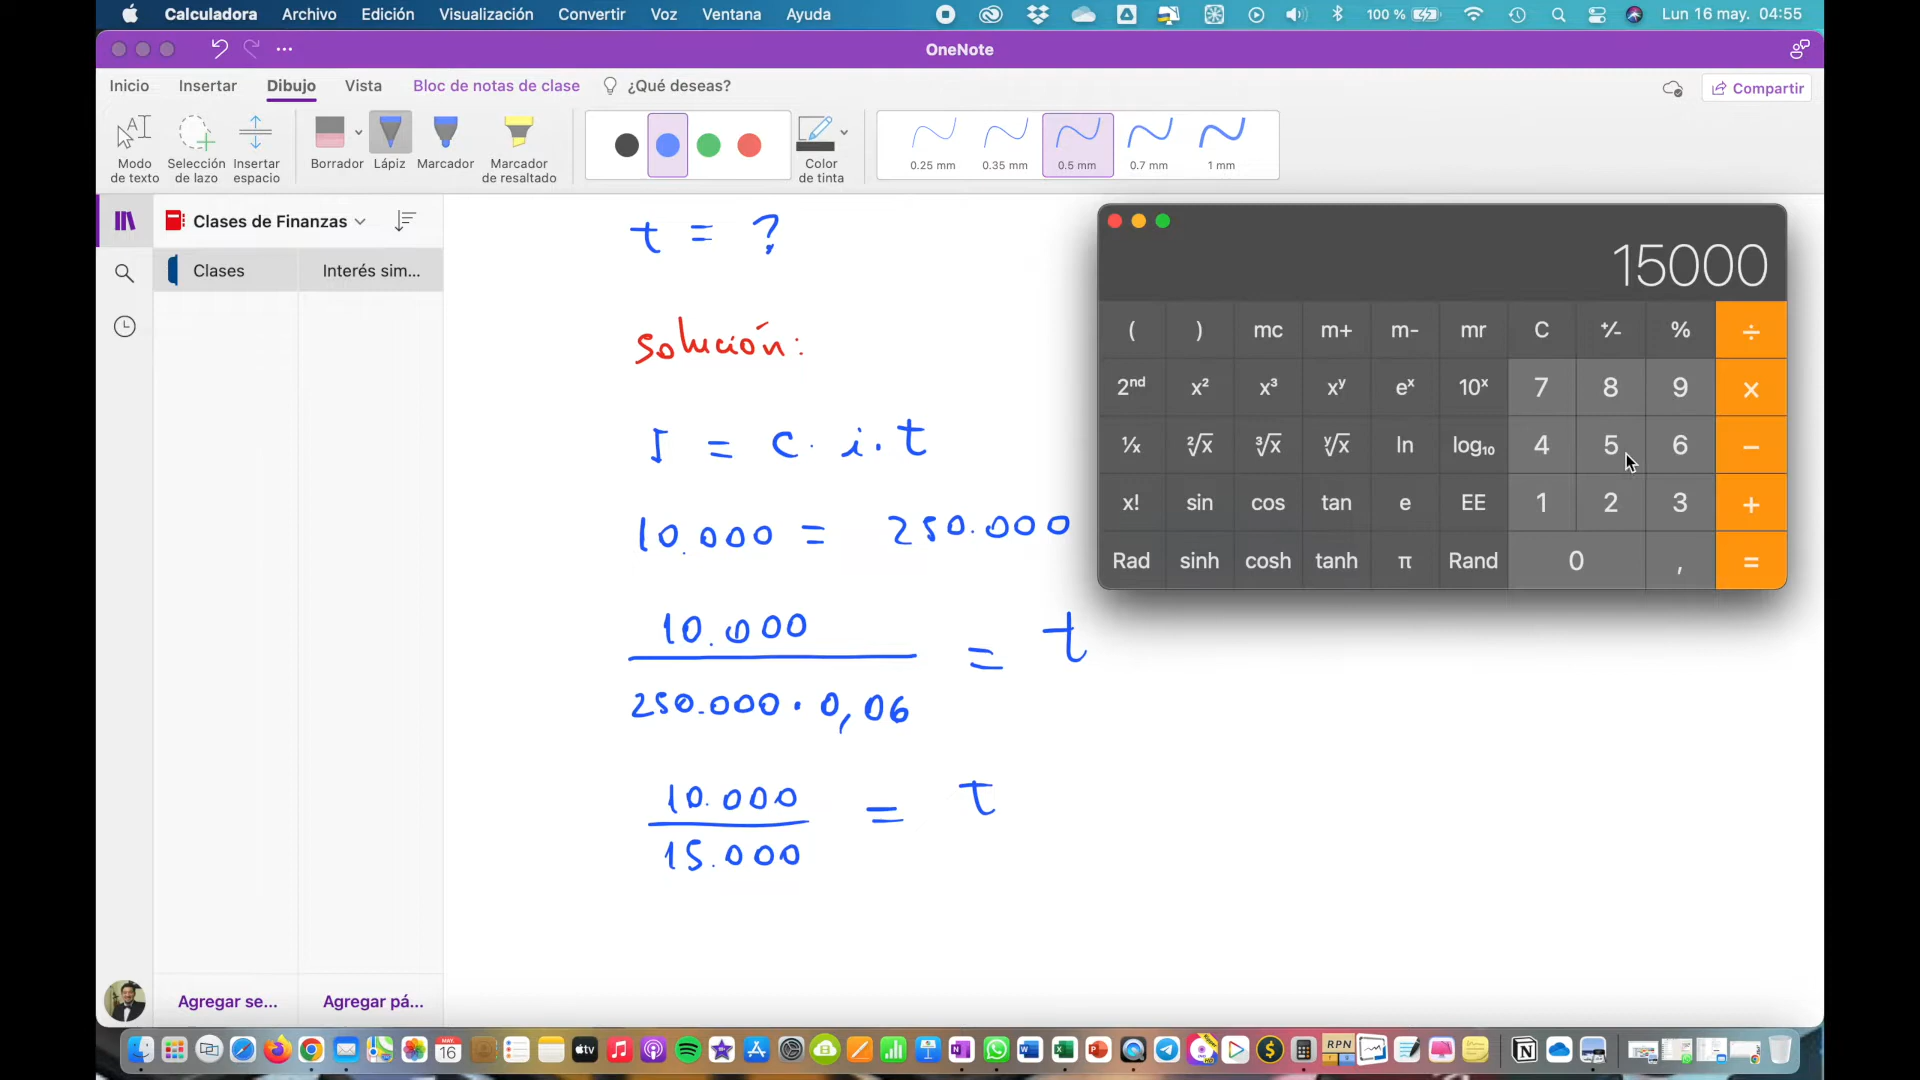 Calculadora Archivo Edición Visualización Convertir Voz Ventana Ayuda 100 % Lun 16 may. 04:55
OneNote
Inicio Insertar Dibujo Vista Bloc de notas de clase ¿Qué deseas? Compartir
Modo de texto
Selección de lazo
Insertar espacio
Borrador
Lápiz
Marcador
Marcador de resaltado
Color de tinta
0.25 mm 0.35 mm 0.5 mm 0.7 mm 1 mm
Clases de Finanzas
Clases Interés sim...
t = ?
solución:
I = c. i. t
10.000 = 250.000
10.000
250.000 . 0,06
= t
10.000
15.000
= t
15000
( ) mc m+ m- mr C +/- % ÷
2nd x² x³ xʸ eˣ 10ˣ 7 8 9 ×
1/x ²√x ³√x ʸ√x ln log₁₀ 4 5 6 −
x! sin cos tan e EE 1 2 3 +
Rad sinh cosh tanh π Rand 0 , =
Agregar se... Agregar pá...
MAY
16
tv
RPN